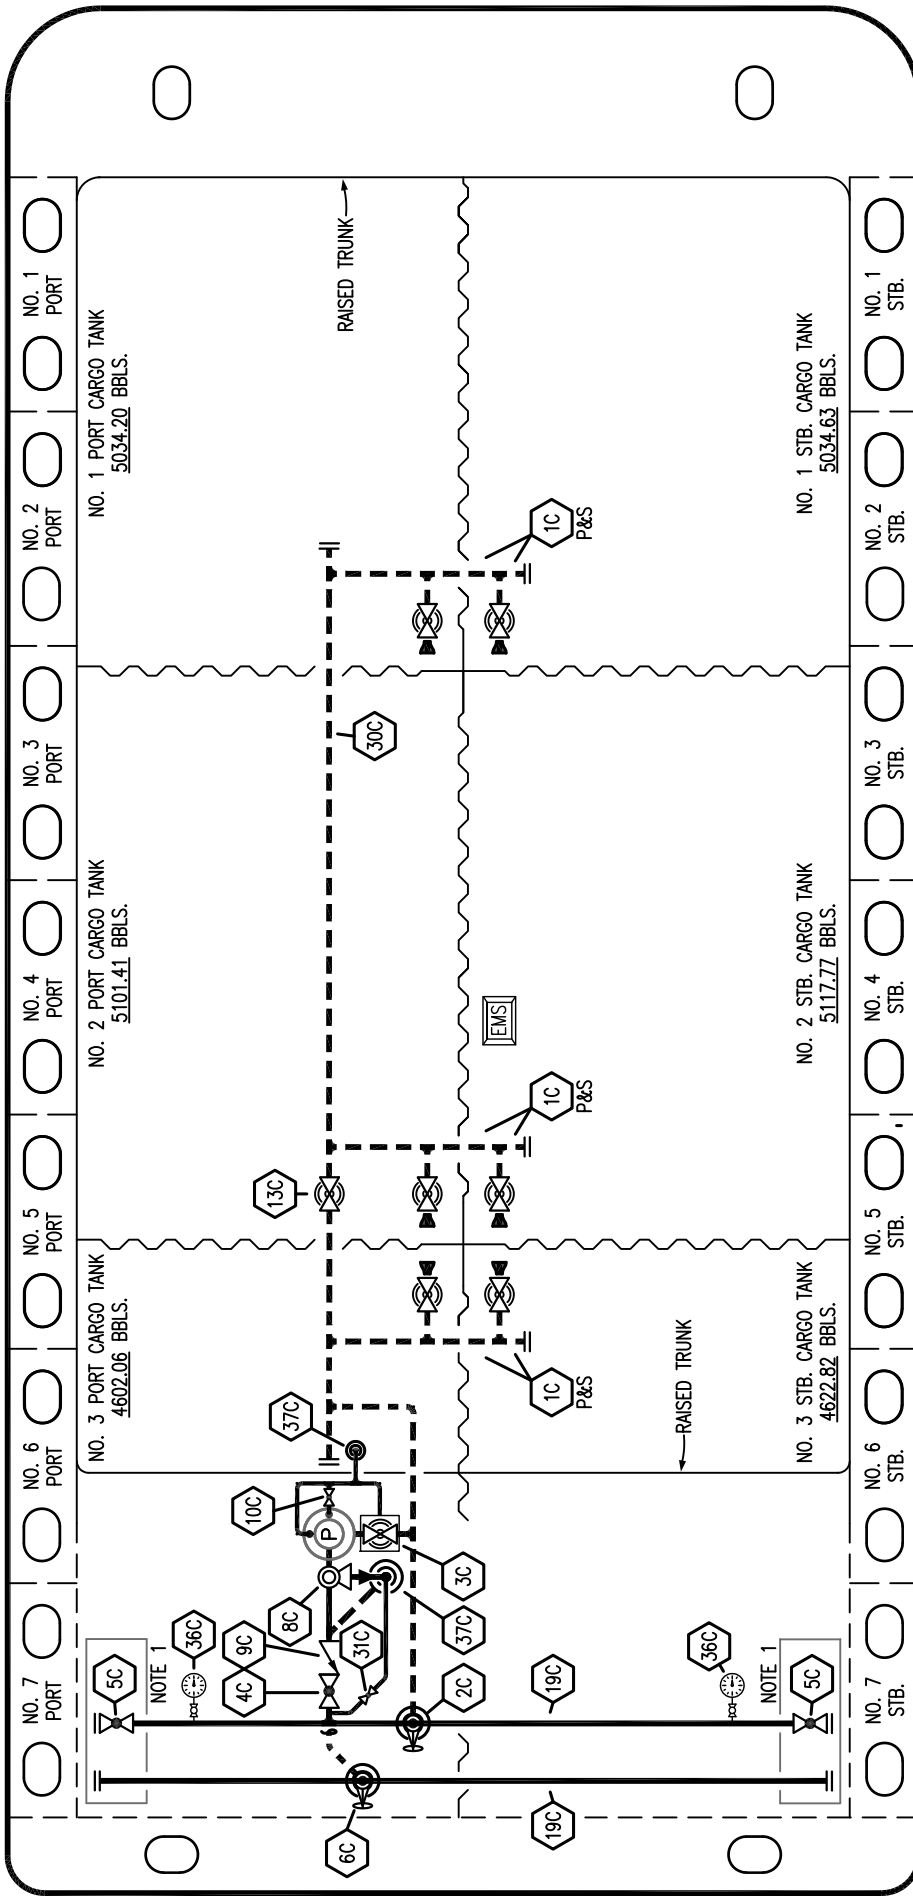 NO. 7
PORT
NO. 6
PORT
NO. 5
PORT
NO. 4
PORT
NO. 3
PORT
NO. 2
PORT
NO. 1
PORT
NO. 3 PORT CARGO TANK
4602.06 BBLS.
NO. 2 PORT CARGO TANK
5101.41 BBLS.
NO. 1 PORT CARGO TANK
5034.20 BBLS.
5C
NOTE 1
36C
9C
4C
8C
10C
P
37C
13C
30C
RAISED TRUNK
31C
3C
37C
2C
6C
19C
19C
1C
P&S
1C
P&S
1C
P&S
EMS
RAISED TRUNK
36C
NOTE 1
5C
NO. 3 STB. CARGO TANK
4622.82 BBLS.
NO. 2 STB. CARGO TANK
5117.77 BBLS.
NO. 1 STB. CARGO TANK
5034.63 BBLS.
NO. 7
STB.
NO. 6
STB.
NO. 5
STB.
NO. 4
STB.
NO. 3
STB.
NO. 2
STB.
NO. 1
STB.